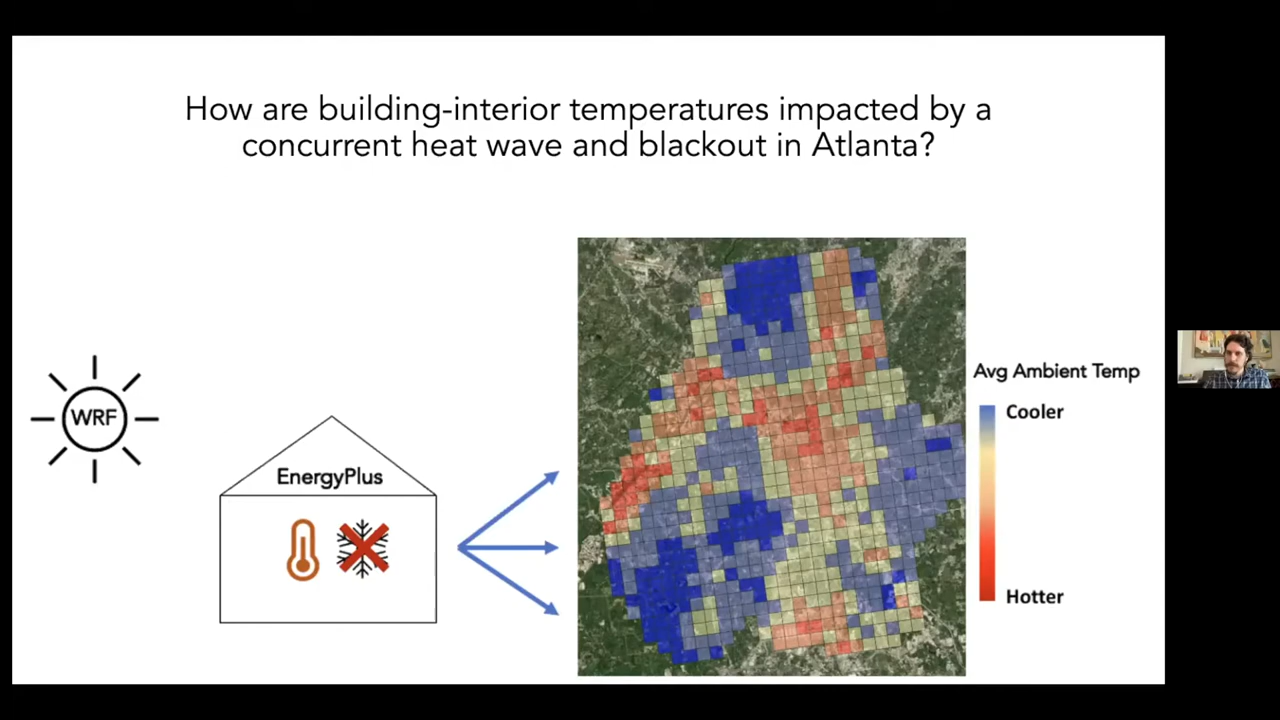 How are building-interior temperatures impacted by a
concurrent heat wave and blackout in Atlanta?
WRF
EnergyPlus
Avg Ambient Temp
Cooler
Hotter